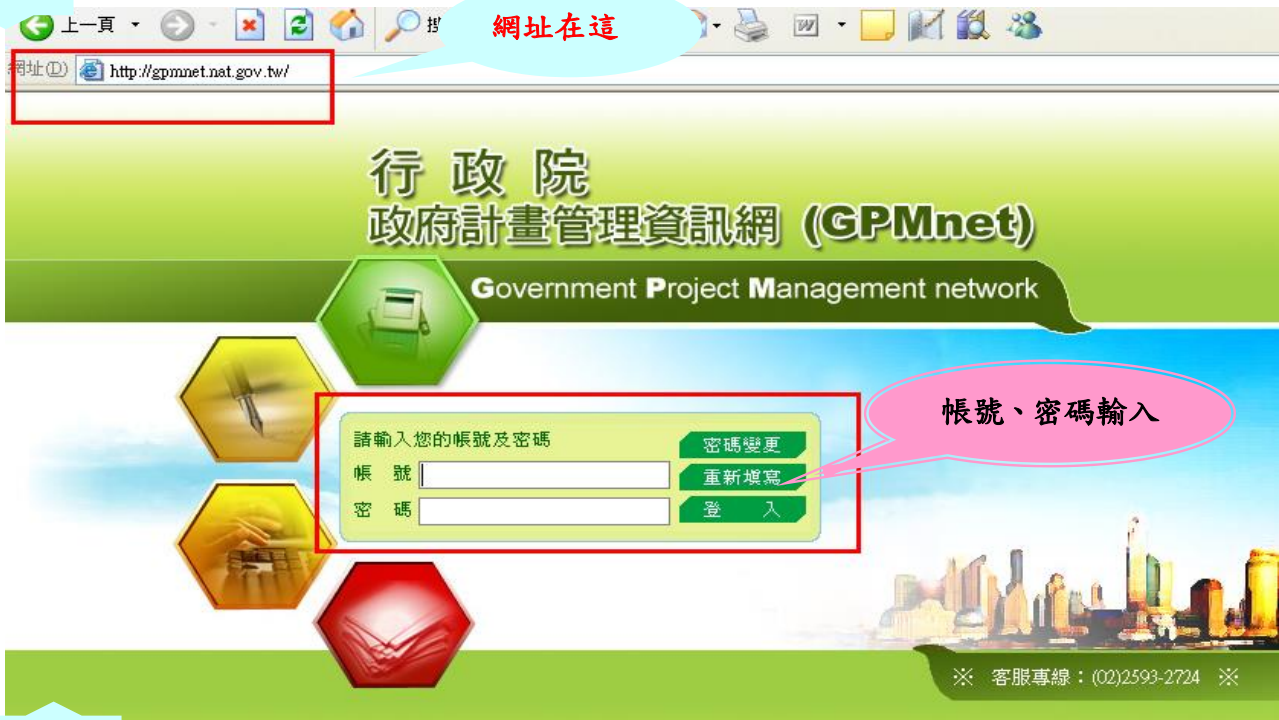 上一頁
網址在這
網址(D) http://gpmnet.nat.gov.tw/
行政院
政府計畫管理資訊網 (GPMnet)
Government Project Management network
帳號、密碼輸入
請輸入您的帳號及密碼
密碼變更
帳 號
重新填寫
密 碼
登 入
※ 客服專線：(02)2593-2724 ※